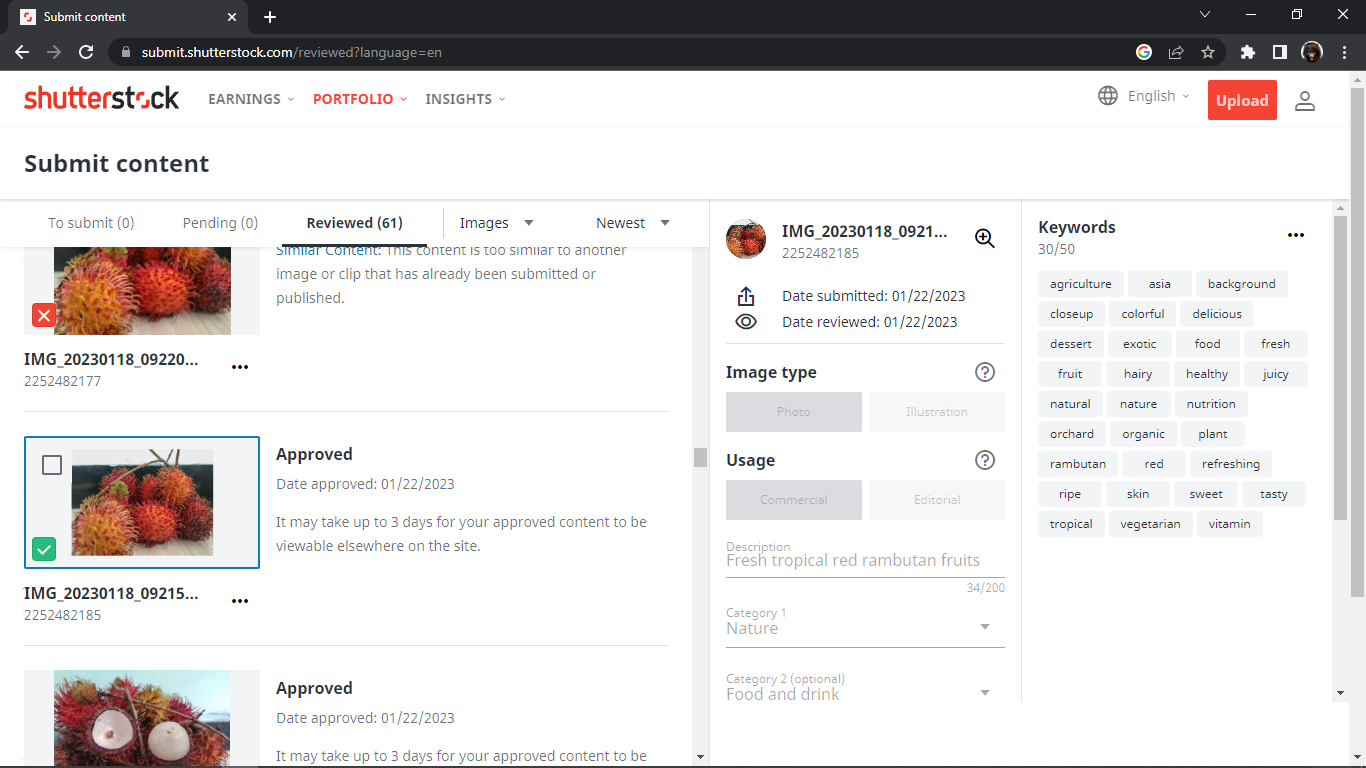 Submit content
submit.shutterstock.com/reviewed?language=en
shutterstock
EARNINGS
PORTFOLIO
INSIGHTS
English
Upload
Submit content
To submit (0)
Pending (0)
Reviewed (61)
Images
Newest
Similar Content: This content is too similar to another
image or clip that has already been submitted or
published.
IMG_20230118_09220...
2252482177
Approved
Date approved: 01/22/2023
It may take up to 3 days for your approved content to be
viewable elsewhere on the site.
IMG_20230118_09215...
2252482185
Approved
Date approved: 01/22/2023
It may take up to 3 days for your approved content to be
IMG_20230118_0921...
2252482185
Date submitted: 01/22/2023
Date reviewed: 01/22/2023
Image type
Photo
Illustration
Usage
Commercial
Editorial
Description
Fresh tropical red rambutan fruits
34/200
Category 1
Nature
Category 2 (optional)
Food and drink
Keywords
30/50
agriculture asia background
closeup colorful delicious
dessert exotic food fresh
fruit hairy healthy juicy
natural nature nutrition
orchard organic plant
rambutan red refreshing
ripe skin sweet tasty
tropical vegetarian vitamin